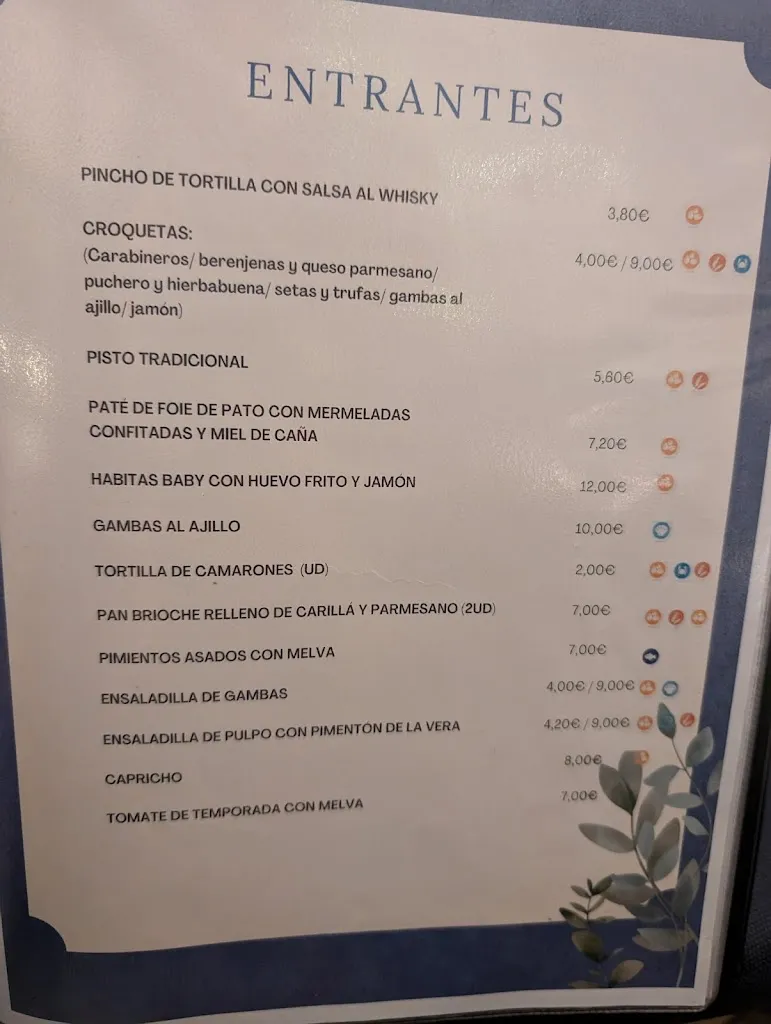 ENTRANTES
PINCHO DE TORTILLA CON SALSA AL WHISKY 3,80€
CROQUETAS: 4,00€ / 9,00€
(Carabineros/ berenjenas y queso parmesano/
puchero y hierbabuena/ setas y trufas/ gambas al
ajillo/ jamón)
PISTO TRADICIONAL 5,60€
PATÉ DE FOIE DE PATO CON MERMELADAS
CONFITADAS Y MIEL DE CAÑA 7,20€
HABITAS BABY CON HUEVO FRITO Y JAMÓN 12,00€
GAMBAS AL AJILLO 10,00€
TORTILLA DE CAMARONES (UD) 2,00€
PAN BRIOCHE RELLENO DE CARILLÁ Y PARMESANO (2UD) 7,00€
PIMIENTOS ASADOS CON MELVA 7,00€
ENSALADILLA DE GAMBAS 4,00€ / 9,00€
ENSALADILLA DE PULPO CON PIMENTÓN DE LA VERA 4,20€ / 9,00€
CAPRICHO 8,00€
TOMATE DE TEMPORADA CON MELVA 7,00€